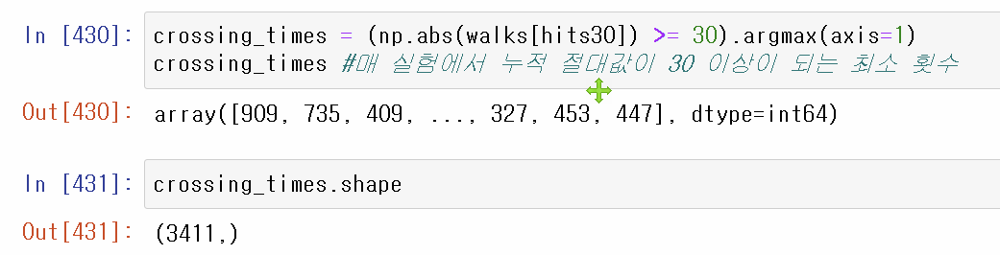 In [430]: crossing_times = (np.abs(walks[hits30]) >= 30).argmax(axis=1)
crossing_times #매 실험에서 누적 절대값이 30 이상이 되는 최소 횟수
Out[430]: array([909, 735, 409, ..., 327, 453, 447], dtype=int64)
In [431]: crossing_times.shape
Out[431]: (3411,)